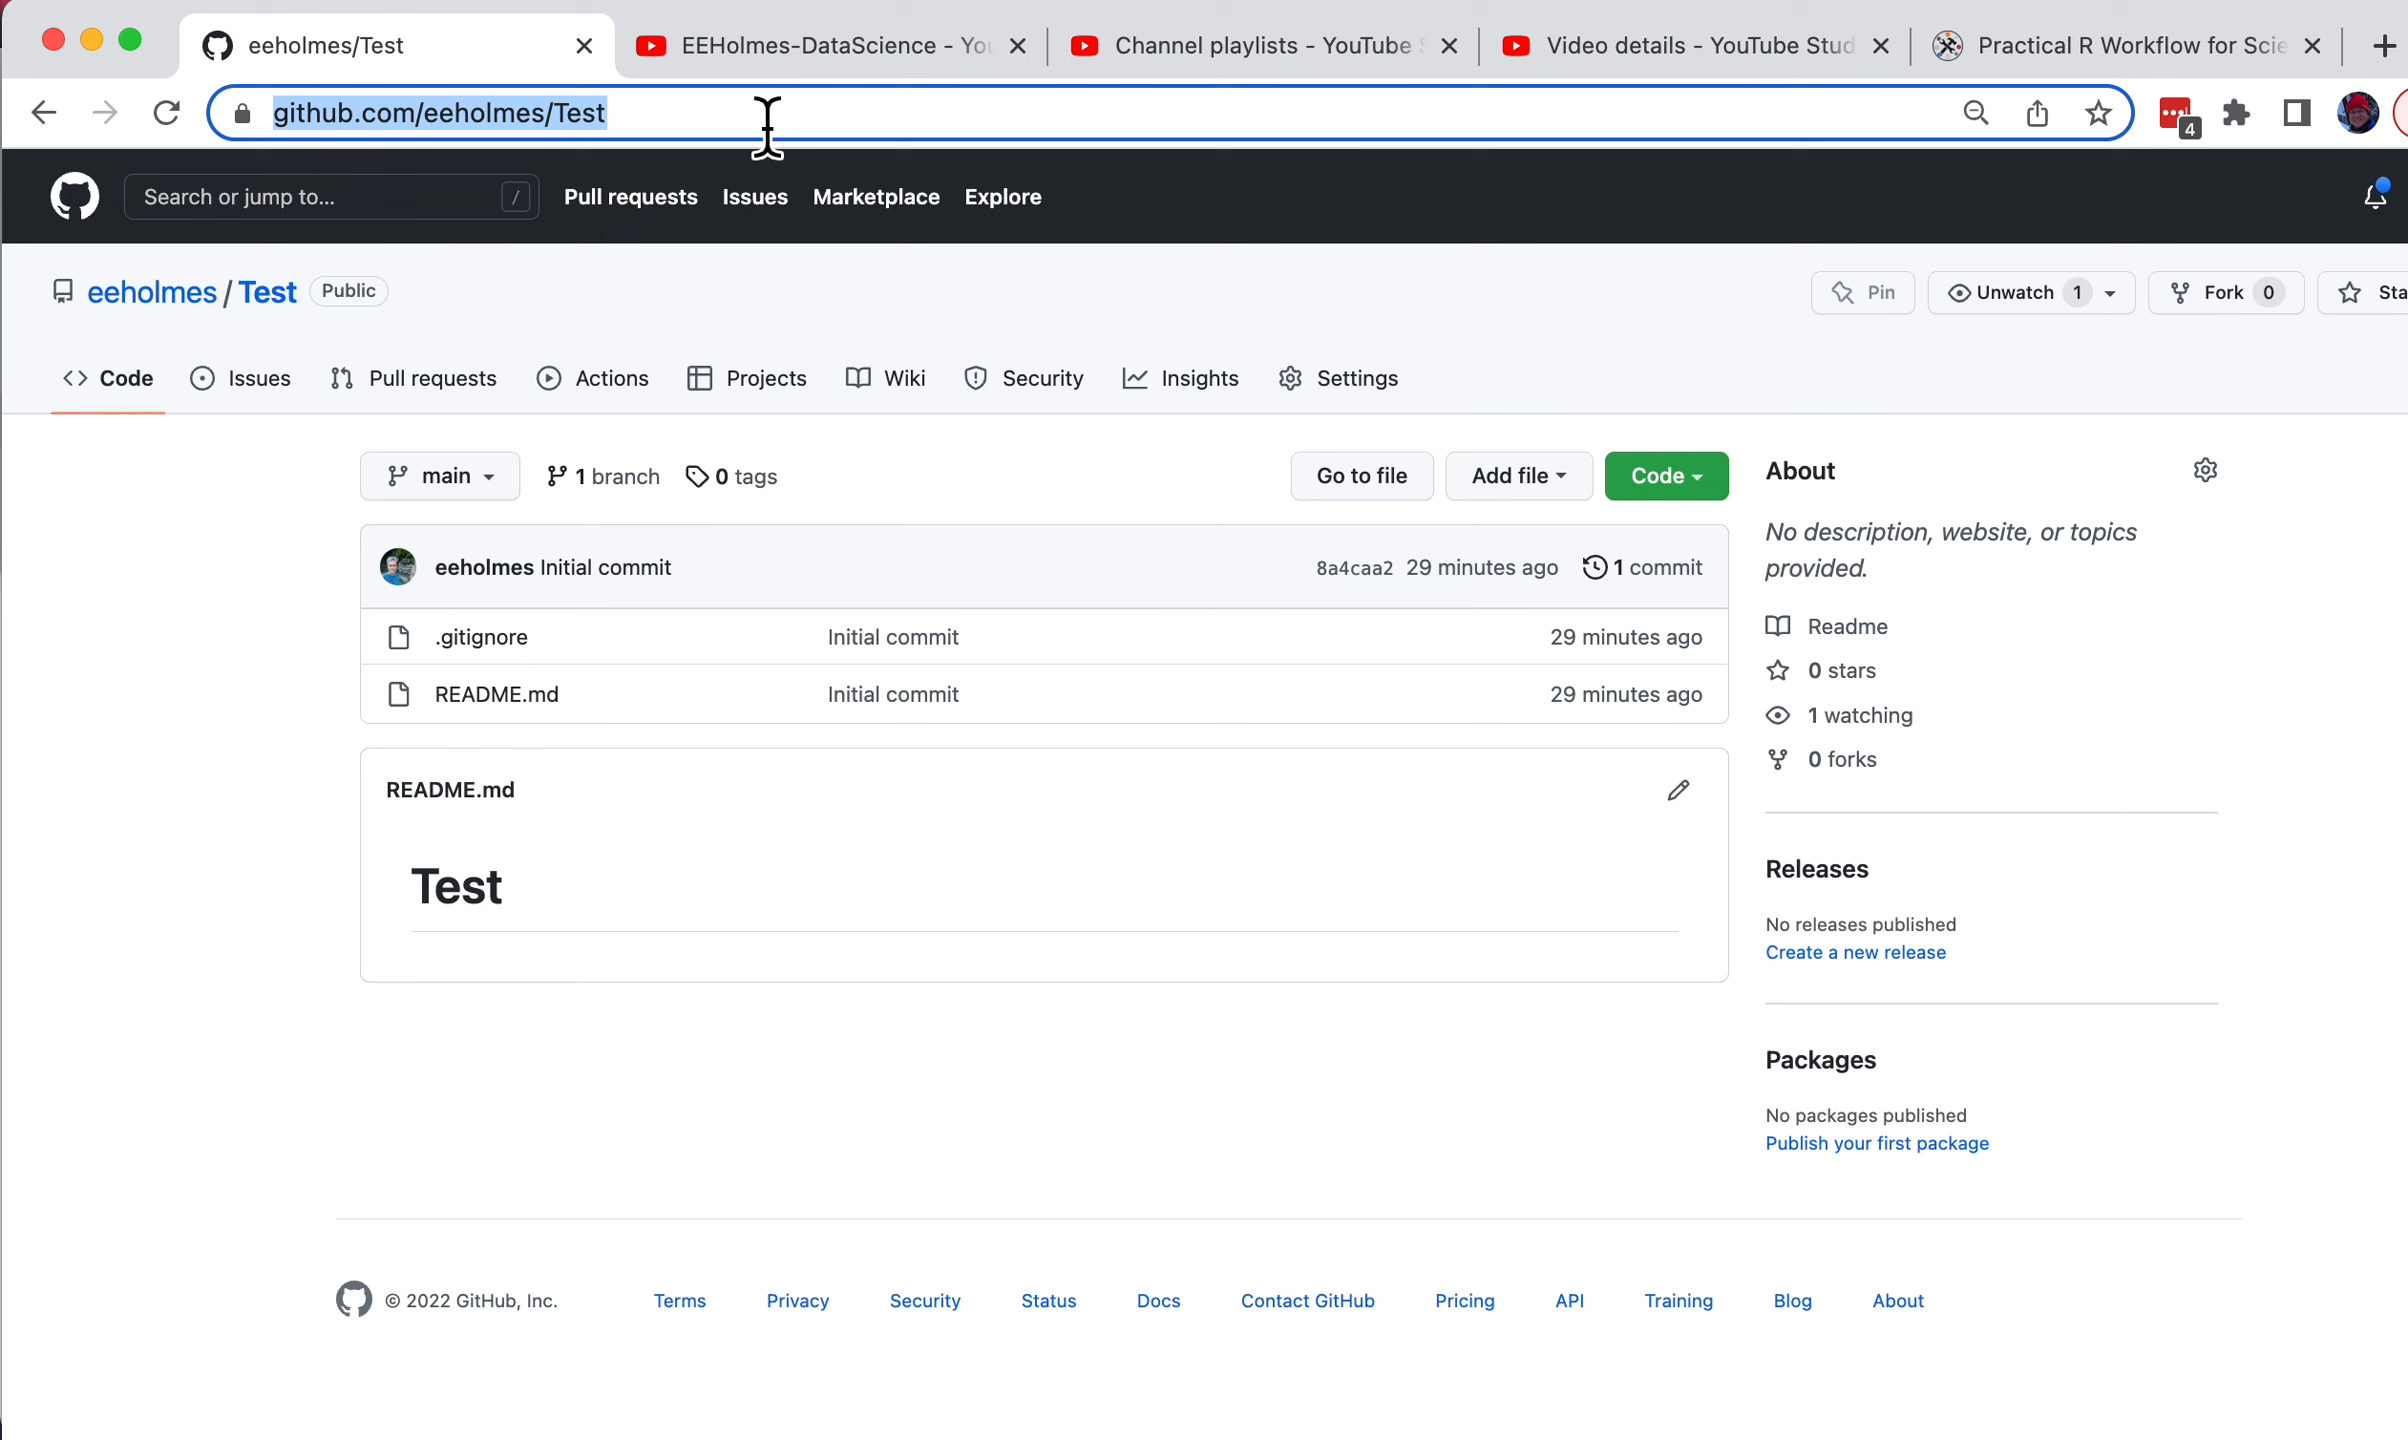 eeholmes/Test
EEHolmes-DataScience - You
Channel playlists - YouTube S
Video details - YouTube Stud
Practical R Workflow for Scie
github.com/eeholmes/Test
4
Search or jump to...
/
Pull requests
Issues
Marketplace
Explore
eeholmes / Test
Public
Pin
Unwatch 1
Fork 0
Sta
Code
Issues
Pull requests
Actions
Projects
Wiki
Security
Insights
Settings
main
1 branch
0 tags
Go to file
Add file
Code
eeholmes Initial commit
8a4caa2 29 minutes ago
1 commit
.gitignore
Initial commit
29 minutes ago
README.md
Initial commit
29 minutes ago
README.md
Test
About
No description, website, or topics
provided.
Readme
0 stars
1 watching
0 forks
Releases
No releases published
Create a new release
Packages
No packages published
Publish your first package
© 2022 GitHub, Inc.
Terms
Privacy
Security
Status
Docs
Contact GitHub
Pricing
API
Training
Blog
About